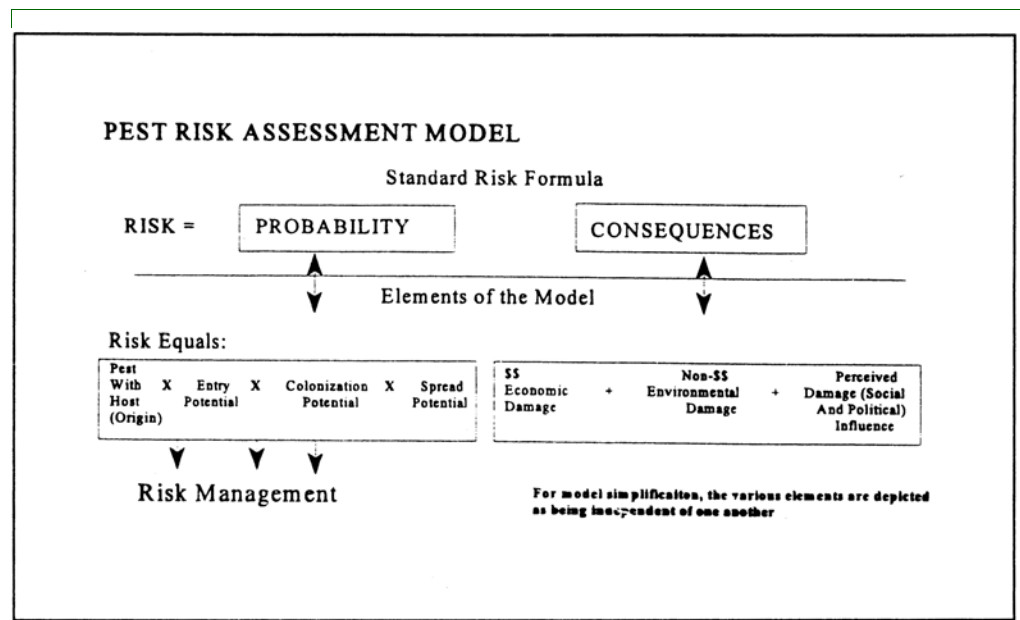 PEST RISK ASSESSMENT MODEL
Standard Risk Formula
RISK = PROBABILITY CONSEQUENCES
Elements of the Model
Risk Equals:
Pest
With X Entry X Colonization X Spread
Host Potential Potential Potential
(Origin)
$$ Non-$$ Perceived
Economic + Environmental + Damage (Social
Damage Damage And Political)
Influence
Risk Management
For model simplificaiton, the various elements are depicted
as being independent of one another